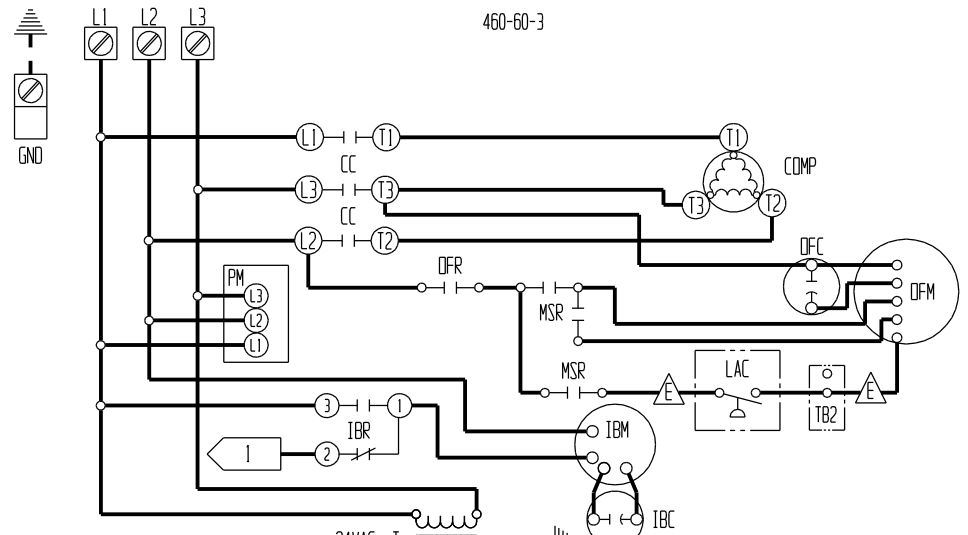 L1 L2 L3 460-60-3
GND
L1 T1 T1
CC COMP
L3 T3 T3 T2
CC
L2 T2
OFC
OFR
PM OFM
L3
MSR
L2
L1
MSR LAC
E E
TB2
3 1
IBR IBM
1 2
IBC